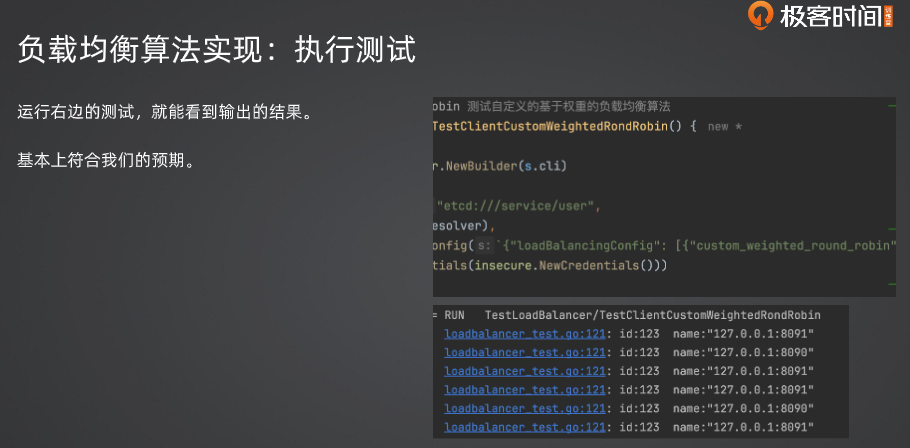 极客时间
训练营
负载均衡算法实现：执行测试
运行右边的测试，就能看到输出的结果。
基本上符合我们的预期。
obin 测试自定义的基于权重的负载均衡算法
TestClientCustomWeightedRondRobin() { new *
r.NewBuilder(s.cli)
"etcd:///service/user",
esolver),
onfig( s: `{"loadBalancingConfig": [{"custom_weighted_round_robin"
tials(insecure.NewCredentials()))
= RUN TestLoadBalancer/TestClientCustomWeightedRondRobin
loadbalancer_test.go:121: id:123 name:"127.0.0.1:8091"
loadbalancer_test.go:121: id:123 name:"127.0.0.1:8090"
loadbalancer_test.go:121: id:123 name:"127.0.0.1:8091"
loadbalancer_test.go:121: id:123 name:"127.0.0.1:8091"
loadbalancer_test.go:121: id:123 name:"127.0.0.1:8090"
loadbalancer_test.go:121: id:123 name:"127.0.0.1:8091"